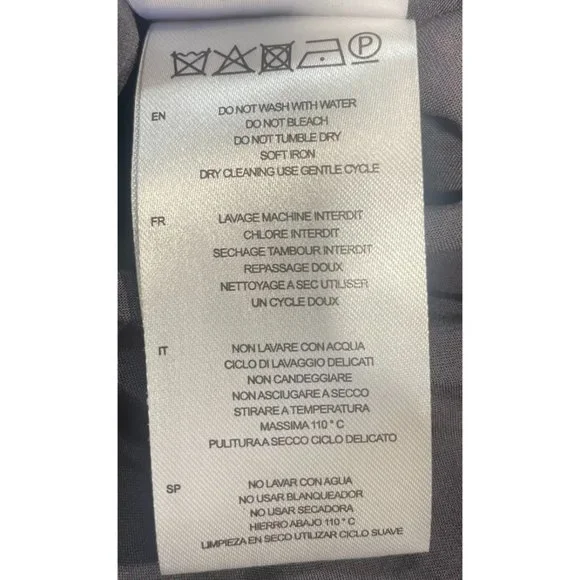 P
EN
DO NOT WASH WITH WATER
DO NOT BLEACH
DO NOT TUMBLE DRY
SOFT IRON
DRY CLEANING USE GENTLE CYCLE
FR
LAVAGE MACHINE INTERDIT
CHLORE INTERDIT
SECHAGE TAMBOUR INTERDIT
REPASSAGE DOUX
NETTOYAGE A SEC UTILISER
UN CYCLE DOUX
IT
NON LAVARE CON ACQUA
CICLO DI LAVAGGIO DELICATI
NON CANDEGGIARE
NON ASCIUGARE A SECCO
STIRARE A TEMPERATURA
MASSIMA 110 ° C
PULITURA A SECCO CICLO DELICATO
SP
NO LAVAR CON AGUA
NO USAR BLANQUEADOR
NO USAR SECADORA
HIERRO ABAJO 110 ° C
LIMPIEZA EN SECO UTILIZAR CICLO SUAVE